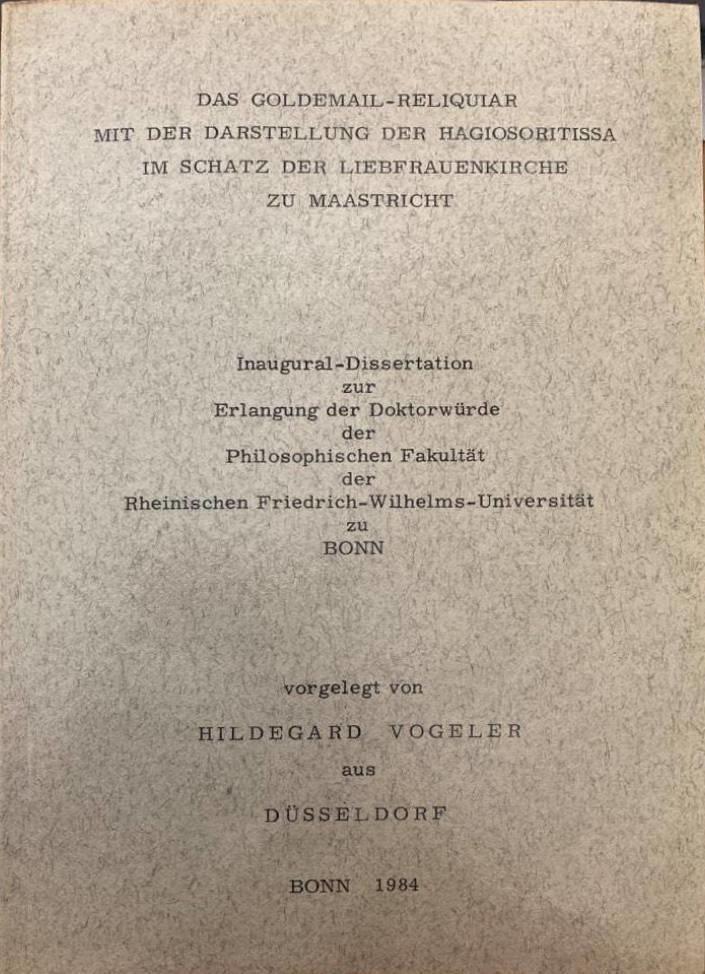 DAS GOLDEMAIL-RELIQUIAR
MIT DER DARSTELLUNG DER HAGIOSORITISSA
IM SCHATZ DER LIEBFRAUENKIRCHE
ZU MAASTRICHT
Inaugural-Dissertation
zur
Erlangung der Doktorwürde
der
Philosophischen Fakultät
der
Rheinischen Friedrich-Wilhelms-Universität
zu
BONN
vorgelegt von
HILDEGARD VOGELER
aus
DÜSSELDORF
BONN 1984